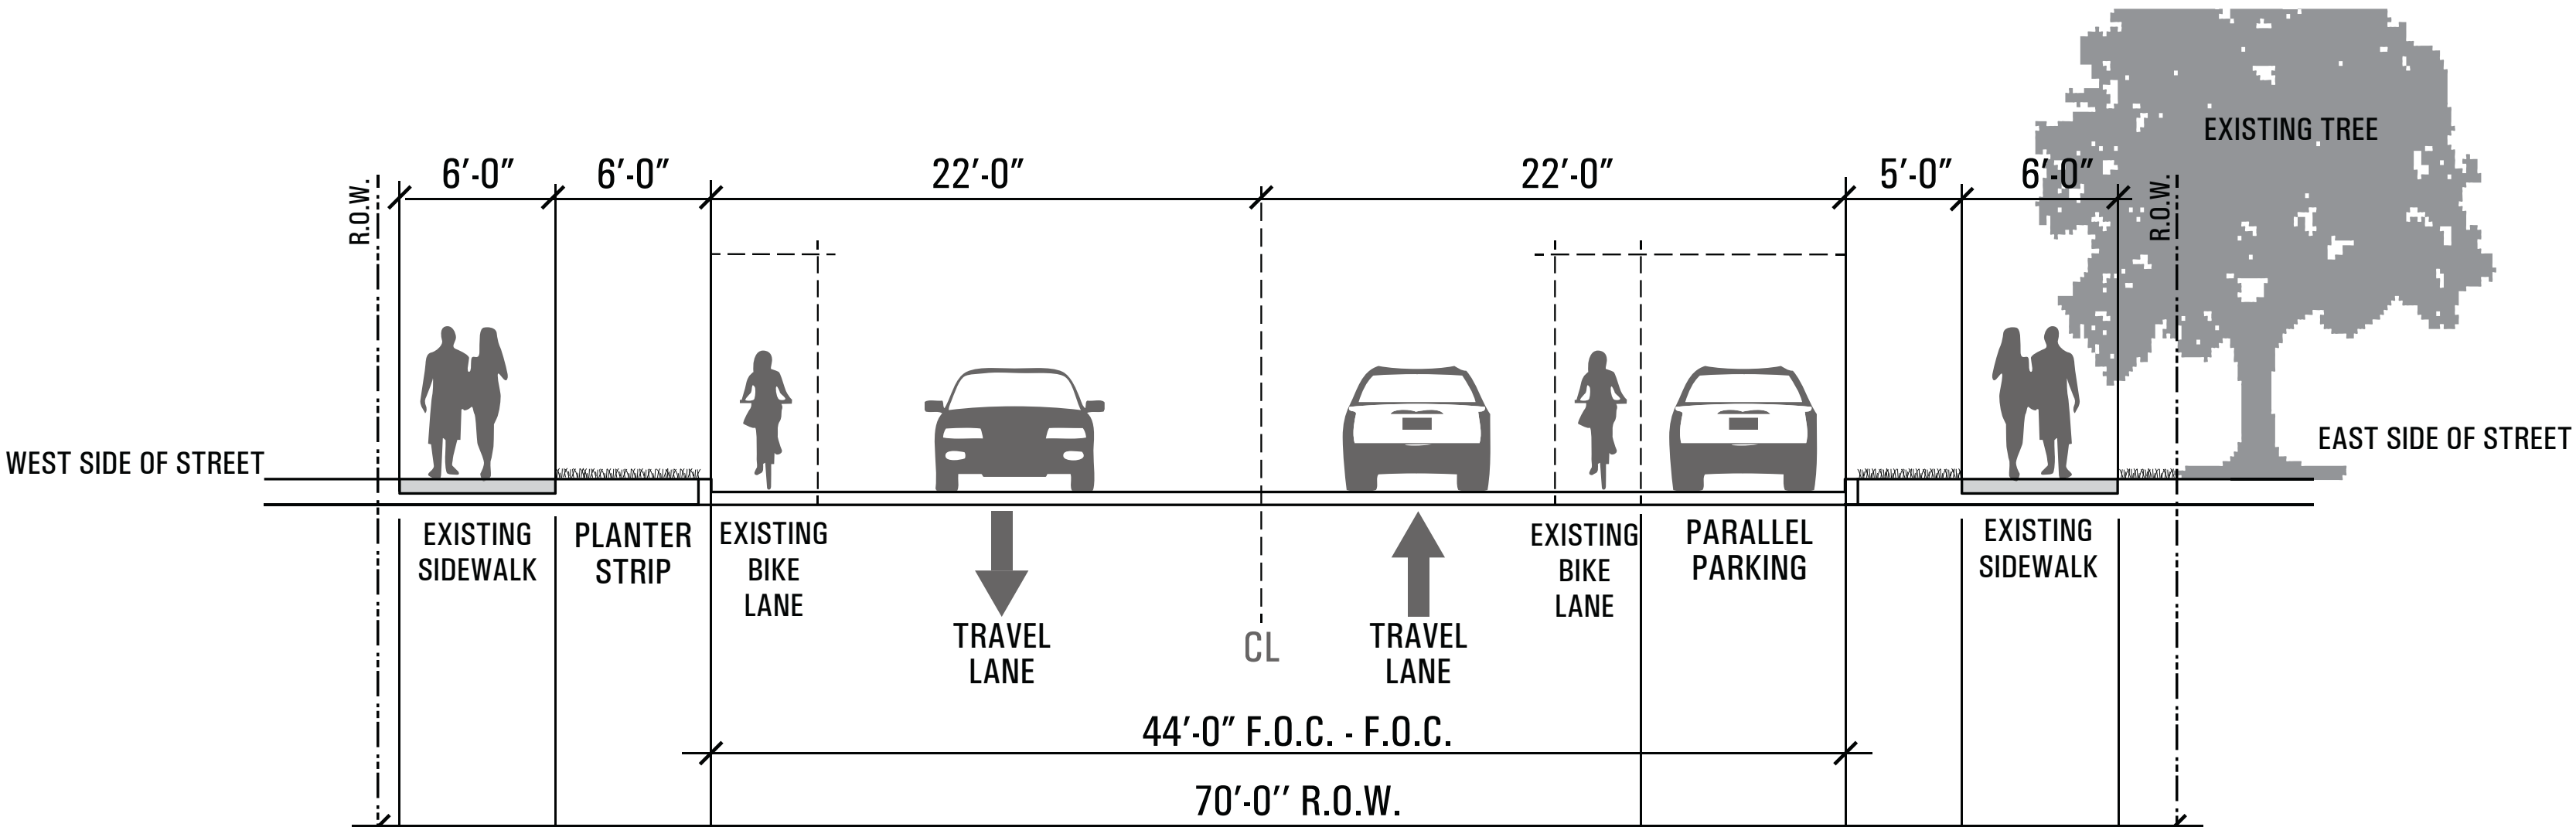 EXISTING TREE
6'-0"
6'-0"
22'-0"
22'-0"
5'-0"
6'-0"
R.O.W.
R.O.W.
WEST SIDE OF STREET
EAST SIDE OF STREET
EXISTING
SIDEWALK
PLANTER
STRIP
EXISTING
BIKE
LANE
TRAVEL
LANE
CL
TRAVEL
LANE
EXISTING
BIKE
LANE
PARALLEL
PARKING
EXISTING
SIDEWALK
44'-0" F.O.C. - F.O.C.
70'-0'' R.O.W.